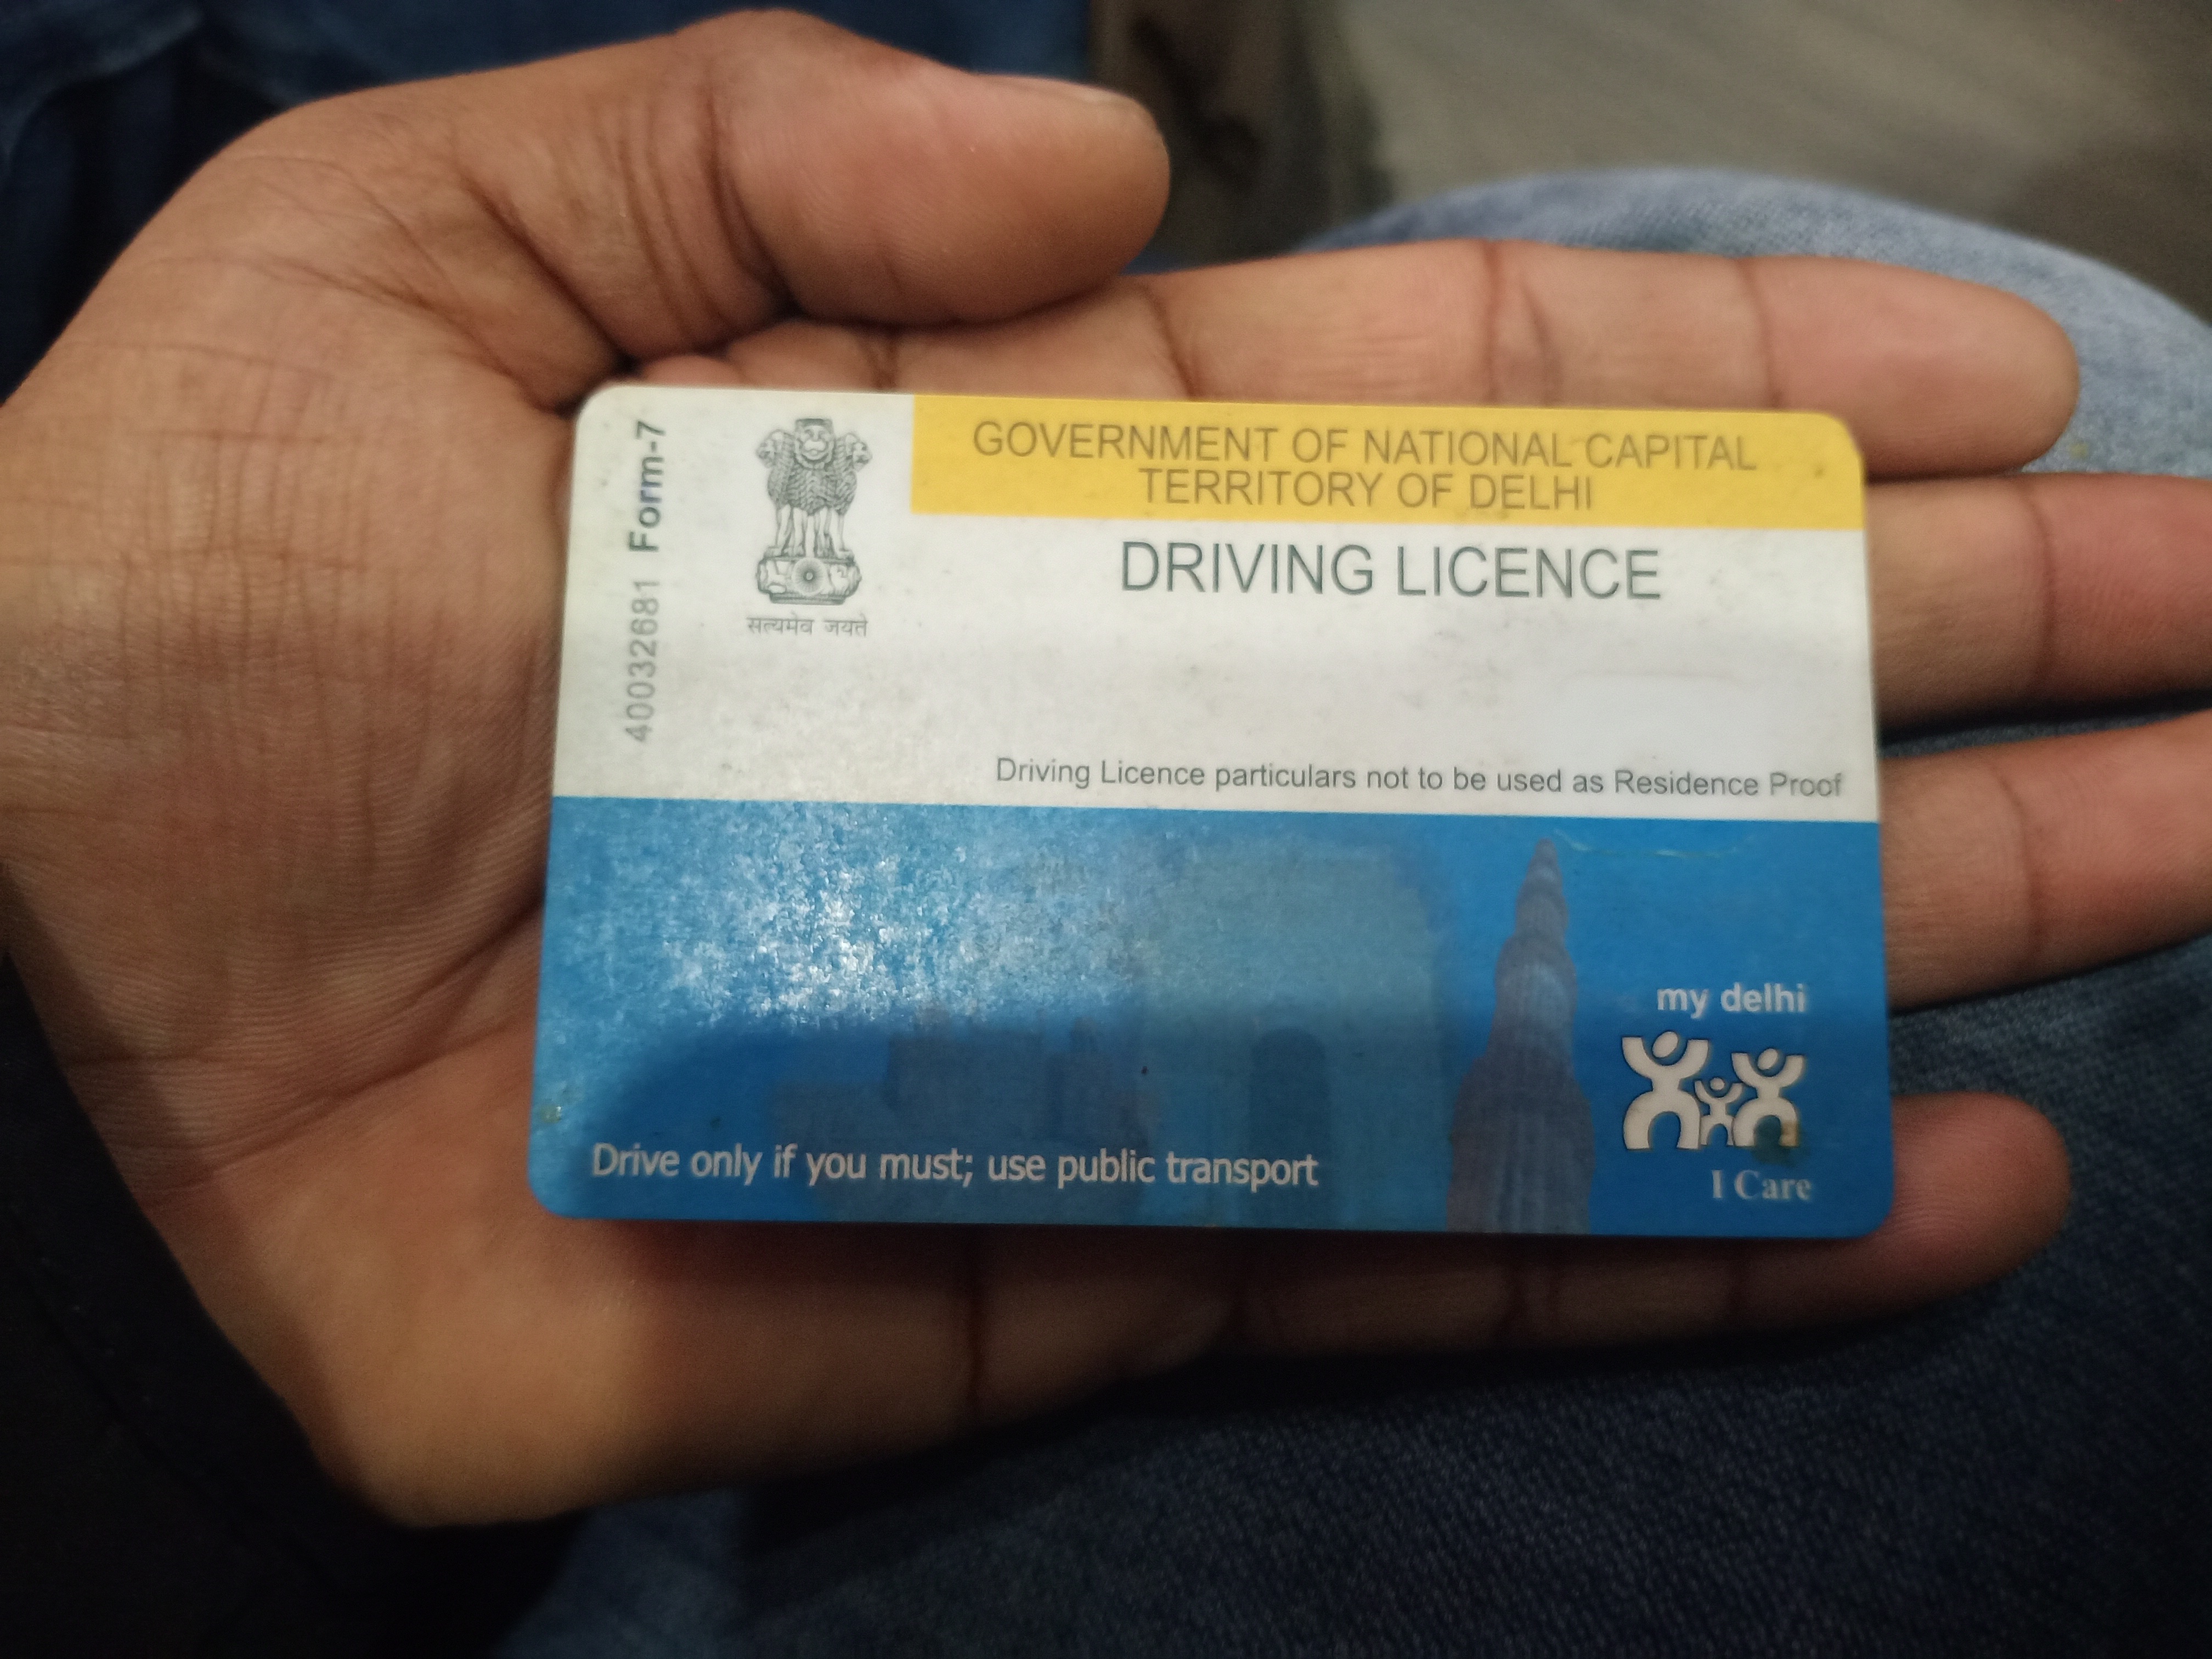 40032681 Form-7
सत्यमेव जयते
GOVERNMENT OF NATIONAL CAPITAL
TERRITORY OF DELHI
DRIVING LICENCE
Driving Licence particulars not to be used as Residence Proof
my delhi
I Care
Drive only if you must; use public transport